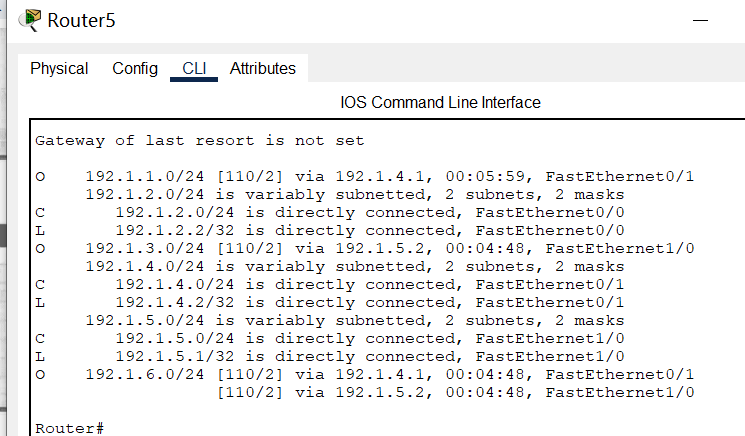 Router5
Physical Config CLI Attributes
IOS Command Line Interface
Gateway of last resort is not set
O    192.1.1.0/24 [110/2] via 192.1.4.1, 00:05:59, FastEthernet0/1
     192.1.2.0/24 is variably subnetted, 2 subnets, 2 masks
C       192.1.2.0/24 is directly connected, FastEthernet0/0
L       192.1.2.2/32 is directly connected, FastEthernet0/0
O    192.1.3.0/24 [110/2] via 192.1.5.2, 00:04:48, FastEthernet1/0
     192.1.4.0/24 is variably subnetted, 2 subnets, 2 masks
C       192.1.4.0/24 is directly connected, FastEthernet0/1
L       192.1.4.2/32 is directly connected, FastEthernet0/1
     192.1.5.0/24 is variably subnetted, 2 subnets, 2 masks
C       192.1.5.0/24 is directly connected, FastEthernet1/0
L       192.1.5.1/32 is directly connected, FastEthernet1/0
O    192.1.6.0/24 [110/2] via 192.1.4.1, 00:04:48, FastEthernet0/1
                  [110/2] via 192.1.5.2, 00:04:48, FastEthernet1/0
Router#